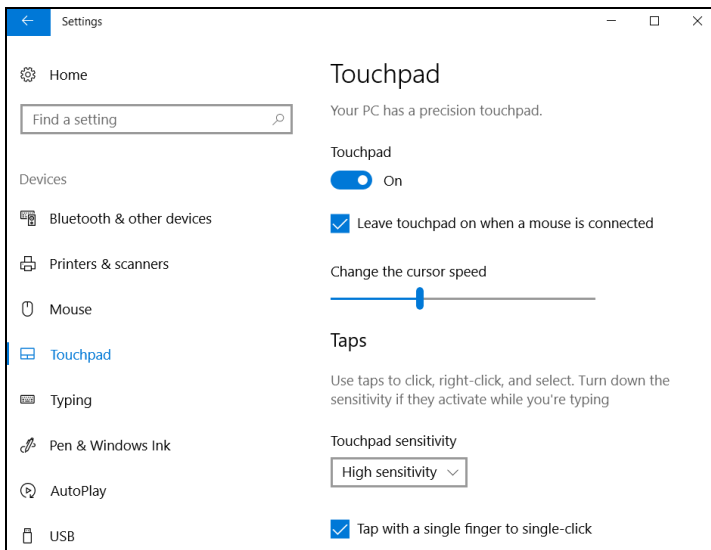 Settings
Home
Find a setting
Devices
Bluetooth & other devices
Printers & scanners
Mouse
Touchpad
Typing
Pen & Windows Ink
AutoPlay
USB
Touchpad
Your PC has a precision touchpad.
Touchpad
On
Leave touchpad on when a mouse is connected
Change the cursor speed
Taps
Use taps to click, right-click, and select. Turn down the
sensitivity if they activate while you're typing
Touchpad sensitivity
High sensitivity
Tap with a single finger to single-click